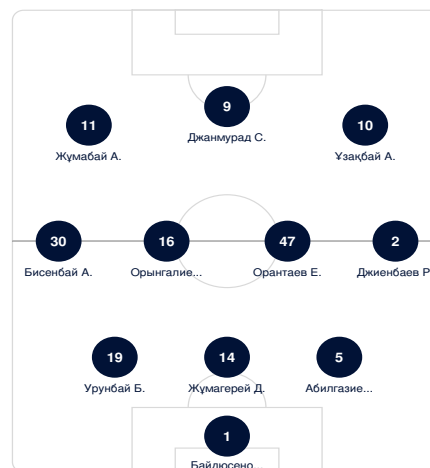 9
11
10
Джанмурад С.
Жұмабай А.
Ұзақбай А.
30
16
47
2
Бисенбай А.
Орынгалие...
Орантаев Е.
Джиенбаев Р
19
14
5
Урунбай Б.
Жұмагерей Д.
Абилгазие...
1
Байдюсено...